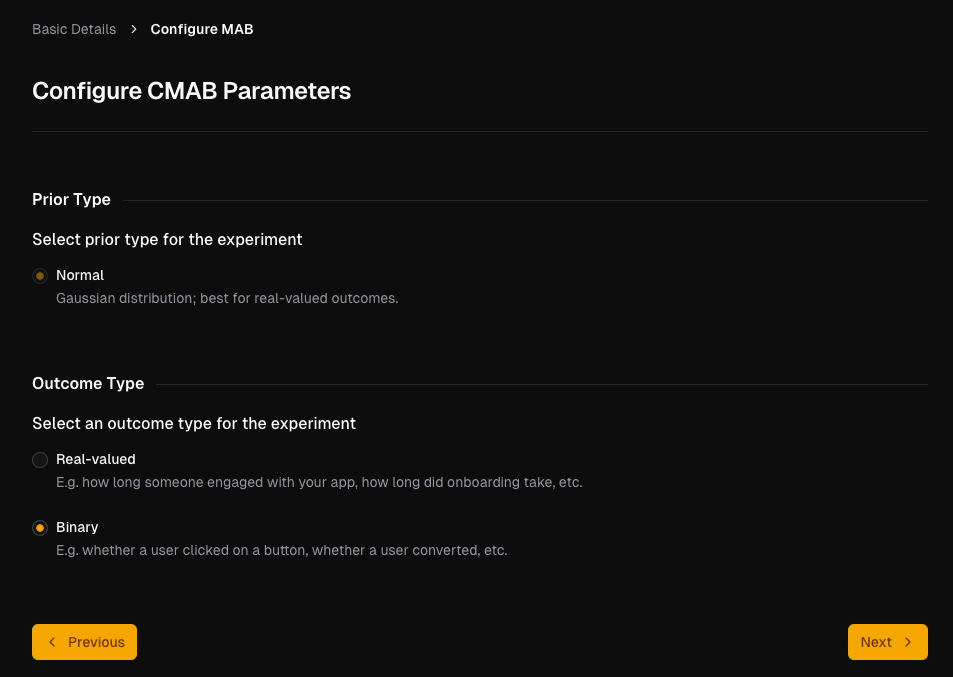 Basic Details > Configure MAB
Configure CMAB Parameters
Prior Type
Select prior type for the experiment
Normal
Gaussian distribution; best for real-valued outcomes.
Outcome Type
Select an outcome type for the experiment
Real-valued
E.g. how long someone engaged with your app, how long did onboarding take, etc.
Binary
E.g. whether a user clicked on a button, whether a user converted, etc.
Previous
Next